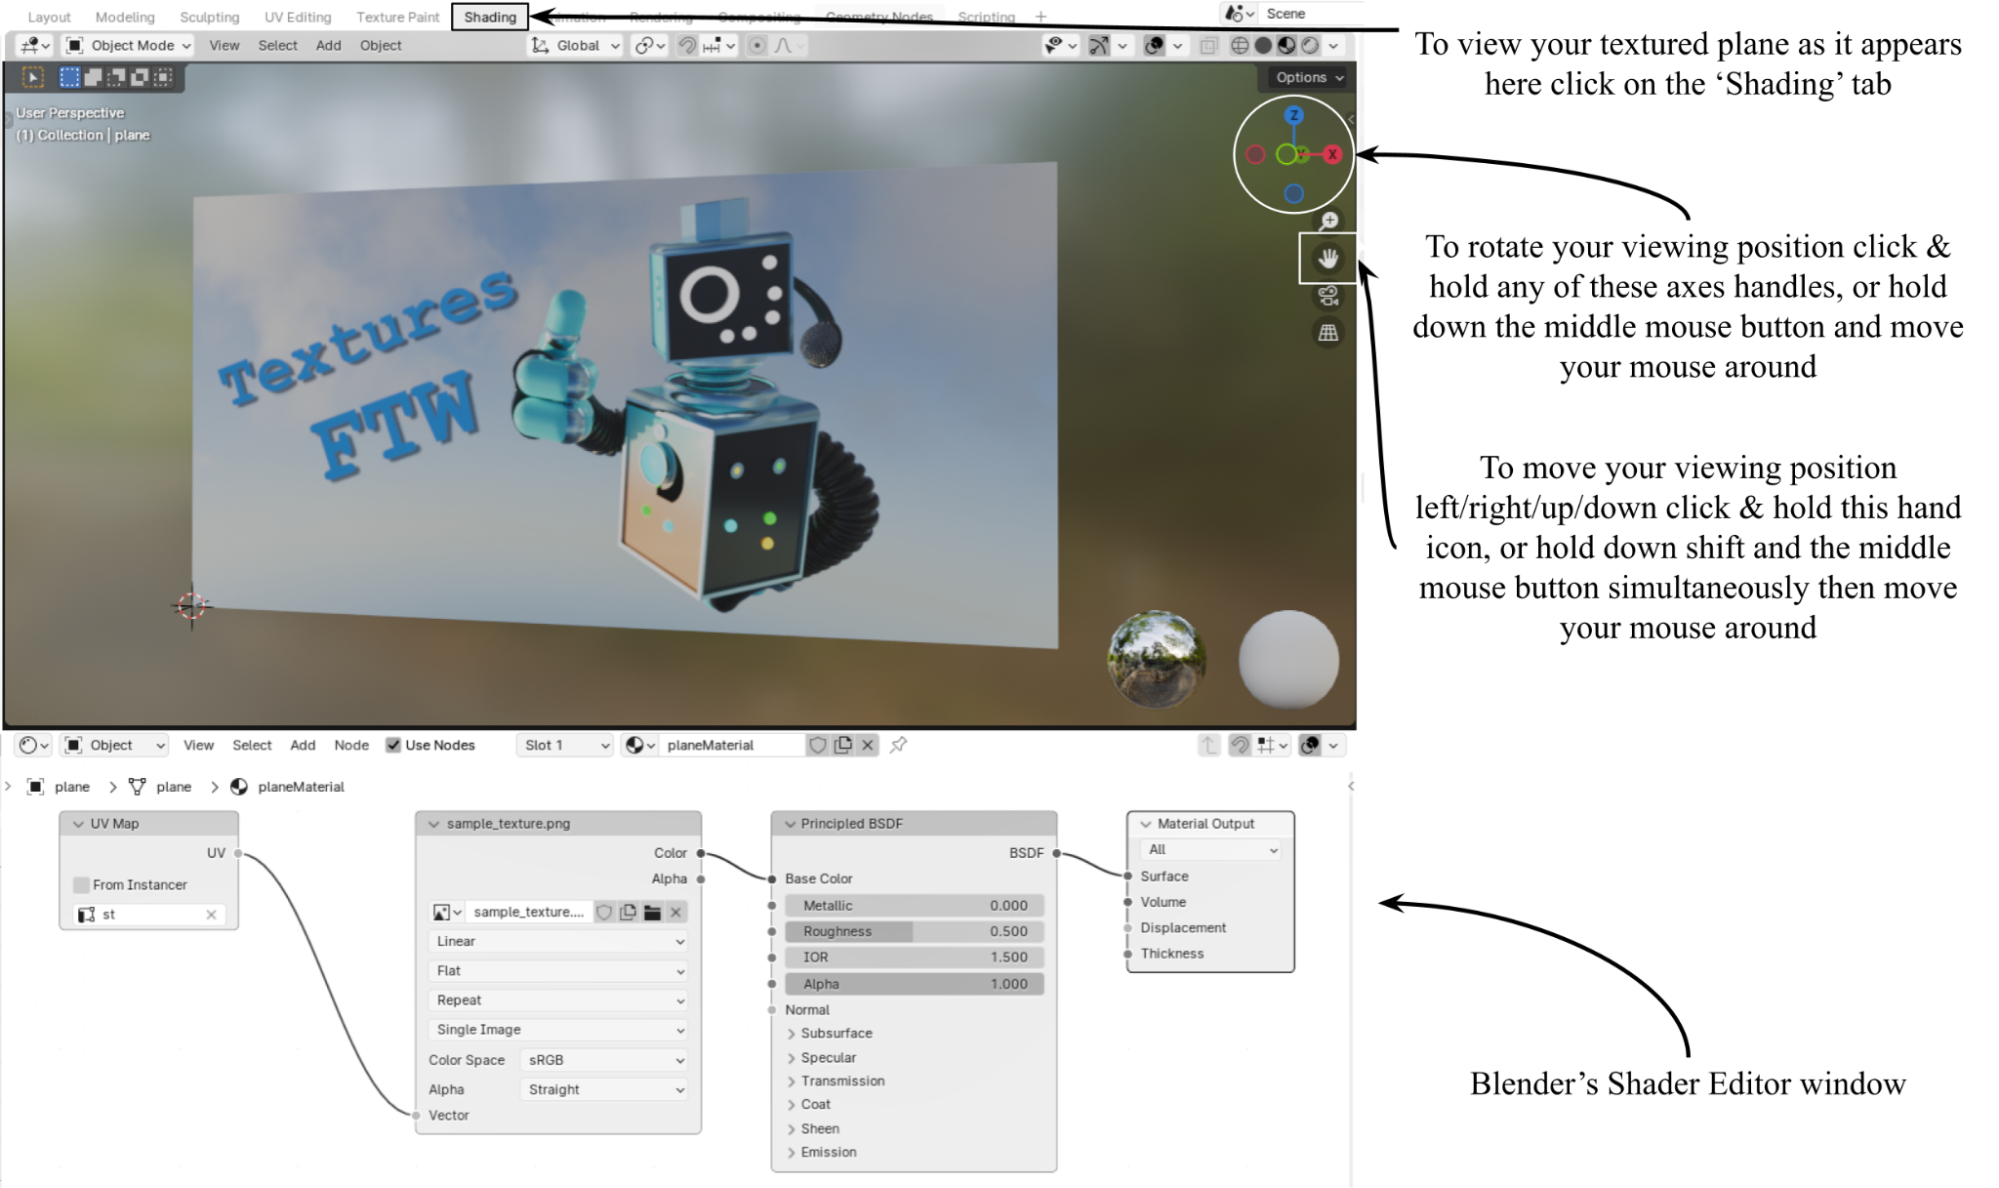 Layout Modeling Sculpting UV Editing Texture Paint Shading Animation Rendering Compositing Geometry Nodes Scripting + Scene
Object Mode View Select Add Object Global
Options
User Perspective
(1) Collection | plane
Z
Y X
Textures
FTW
To view your textured plane as it appears
here click on the ‘Shading’ tab
To rotate your viewing position click &
hold any of these axes handles, or hold
down the middle mouse button and move
your mouse around
To move your viewing position
left/right/up/down click & hold this hand
icon, or hold down shift and the middle
mouse button simultaneously then move
your mouse around
Object View Select Add Node Use Nodes Slot 1 planeMaterial
plane > plane > planeMaterial
UV Map
UV
From Instancer
st
sample_texture.png
Color
Alpha
sample_texture....
Linear
Flat
Repeat
Single Image
Color Space sRGB
Alpha Straight
Vector
Principled BSDF
BSDF
Base Color
Metallic 0.000
Roughness 0.500
IOR 1.500
Alpha 1.000
Normal
Subsurface
Specular
Transmission
Coat
Sheen
Emission
Material Output
All
Surface
Volume
Displacement
Thickness
Blender’s Shader Editor window